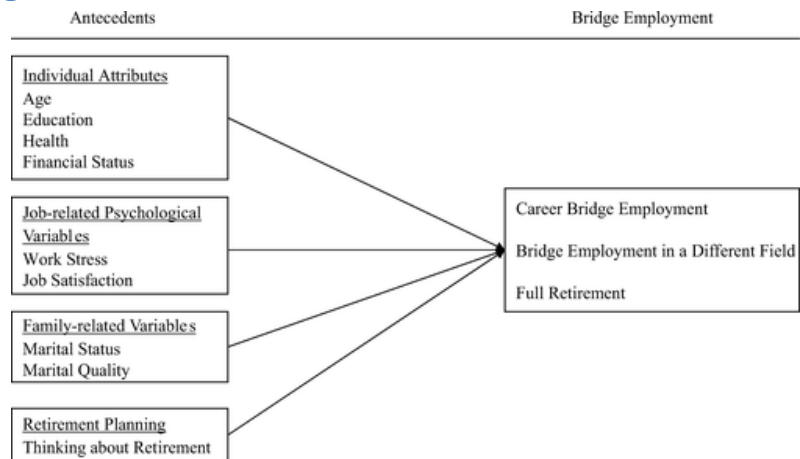 Antecedents
Bridge Employment
Individual Attributes
Age
Education
Health
Financial Status
Job-related Psychological
Variables
Work Stress
Job Satisfaction
Family-related Variables
Marital Status
Marital Quality
Retirement Planning
Thinking about Retirement
Career Bridge Employment
Bridge Employment in a Different Field
Full Retirement